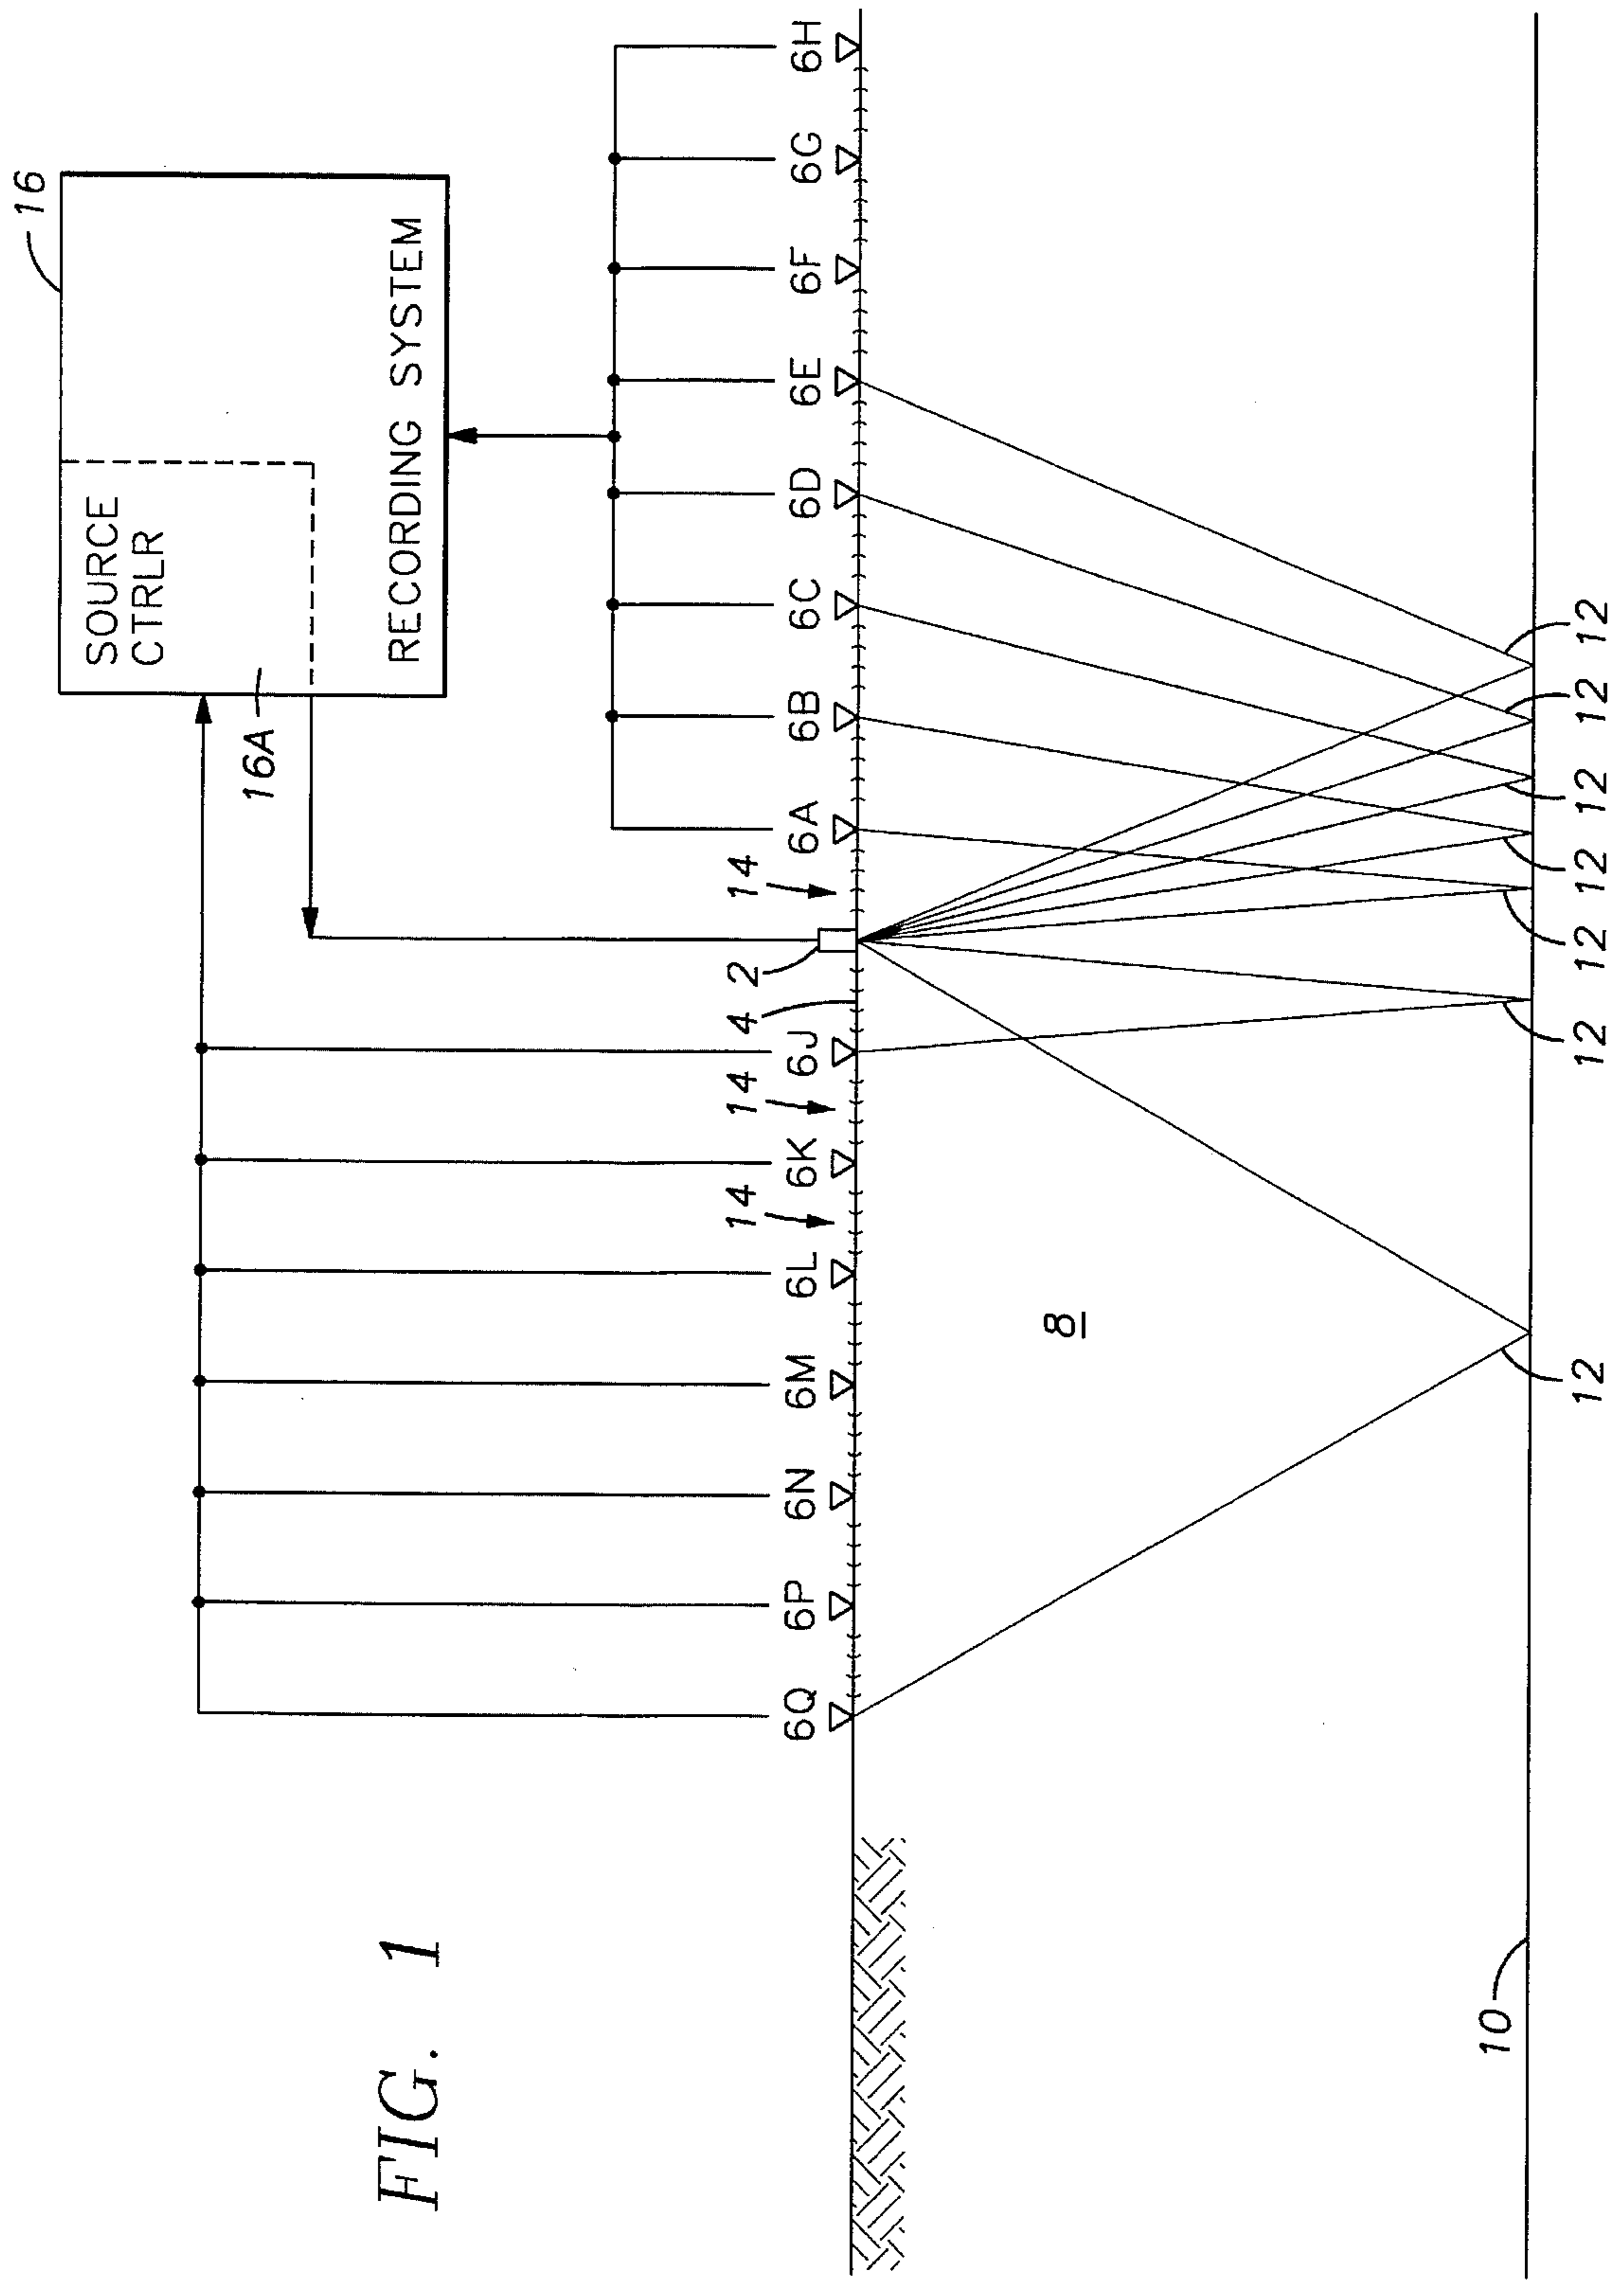 16
SOURCE
CTRLR
16A
FIG. 1
RECORDING SYSTEM
14 14 4 2 14
6Q 6P 6N 6M 6L 6K 6J 6A 6B 6C 6D 6E 6F 6G 6H
8
10
12 12 12 12 12 12 12